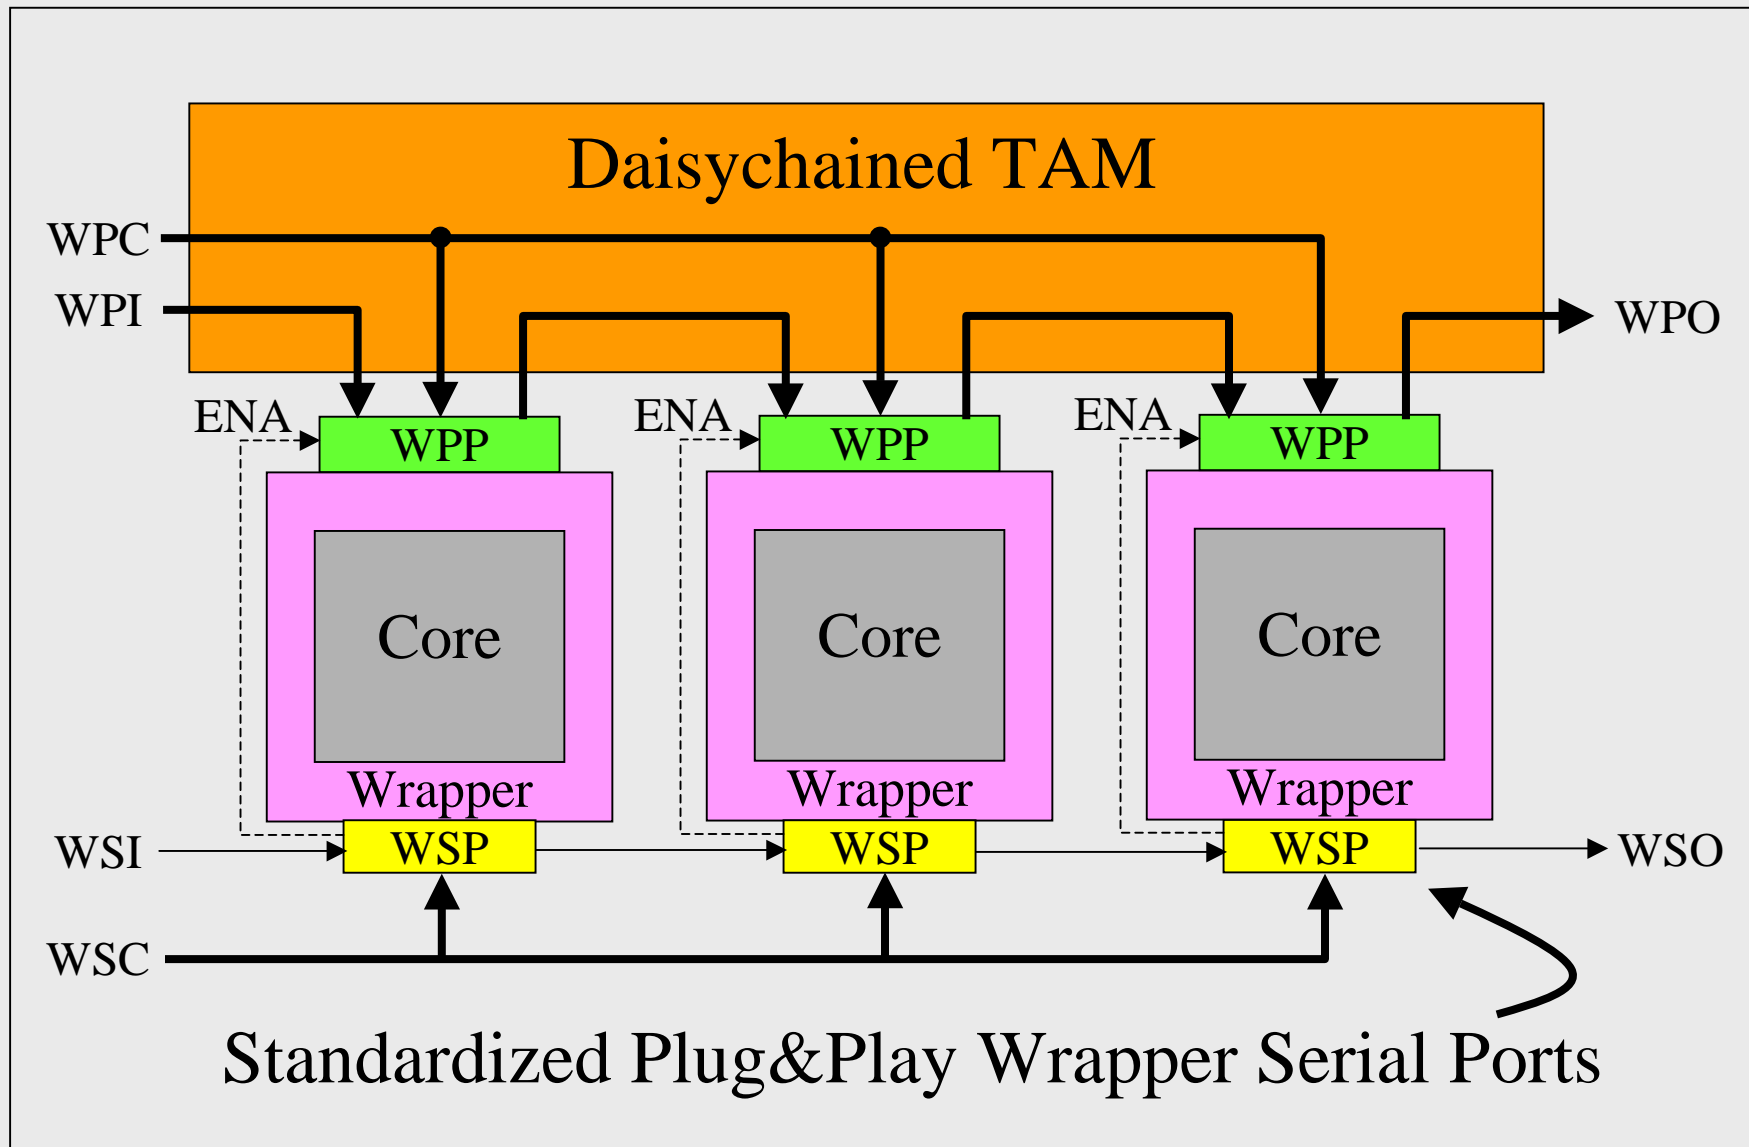 Daisychained TAM
WPC
WPI
WPO
ENA
WPP
ENA
WPP
ENA
WPP
Core
Core
Core
Wrapper
Wrapper
Wrapper
WSI
WSP
WSP
WSP
WSO
WSC
Standardized Plug&Play Wrapper Serial Ports